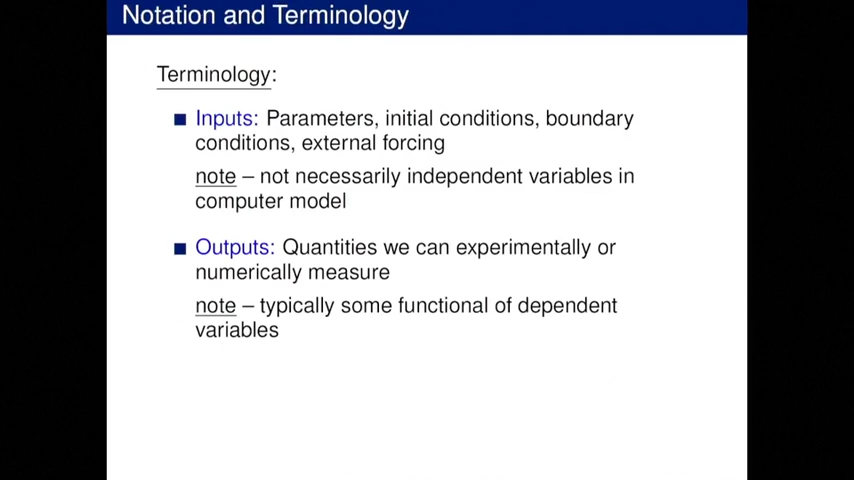 Notation and Terminology
Terminology:
Inputs: Parameters, initial conditions, boundary
conditions, external forcing
note – not necessarily independent variables in
computer model
Outputs: Quantities we can experimentally or
numerically measure
note – typically some functional of dependent
variables